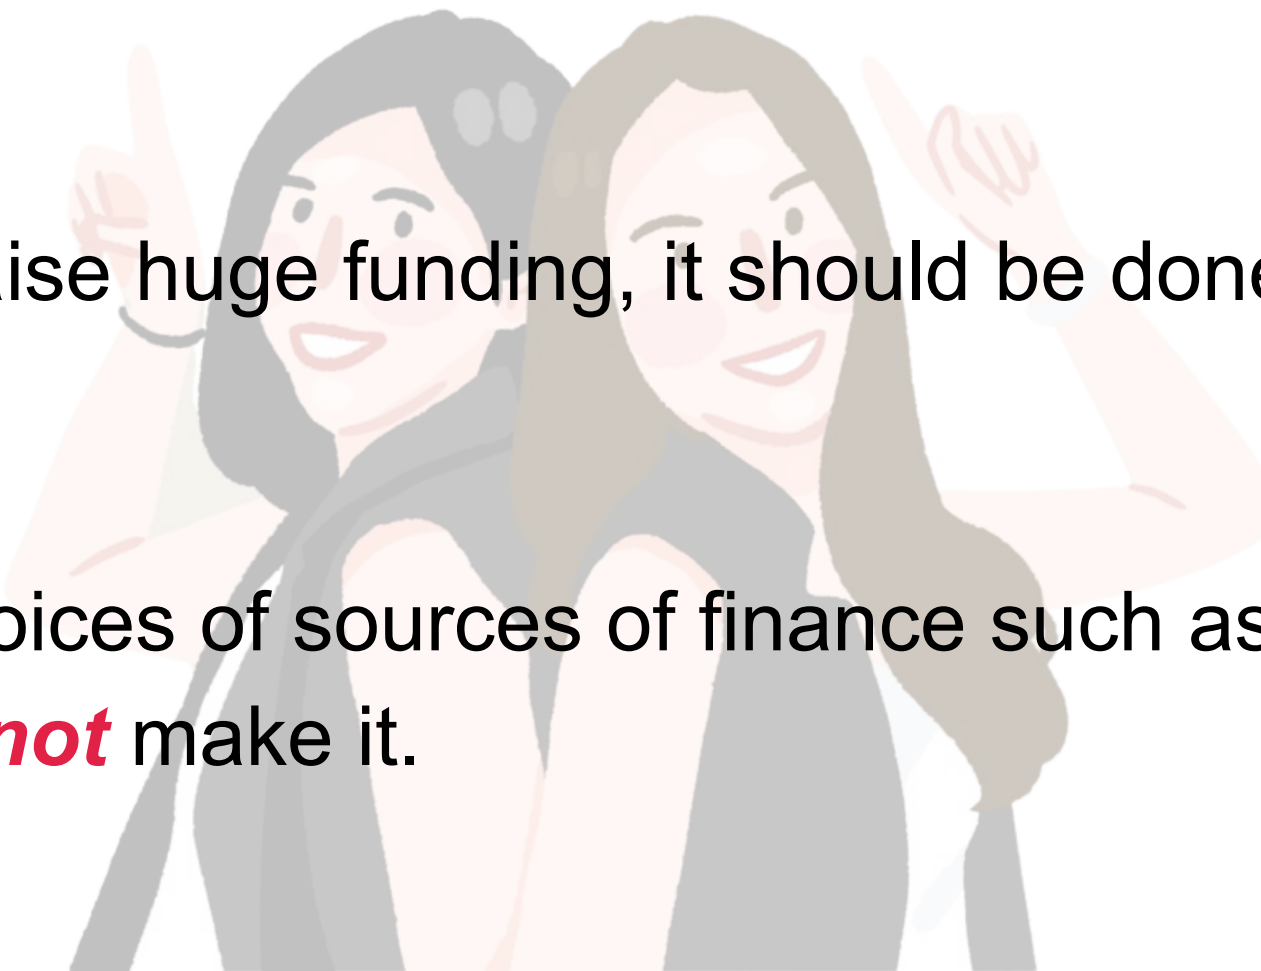 ise huge funding, it should be done
oices of sources of finance such as
not make it.